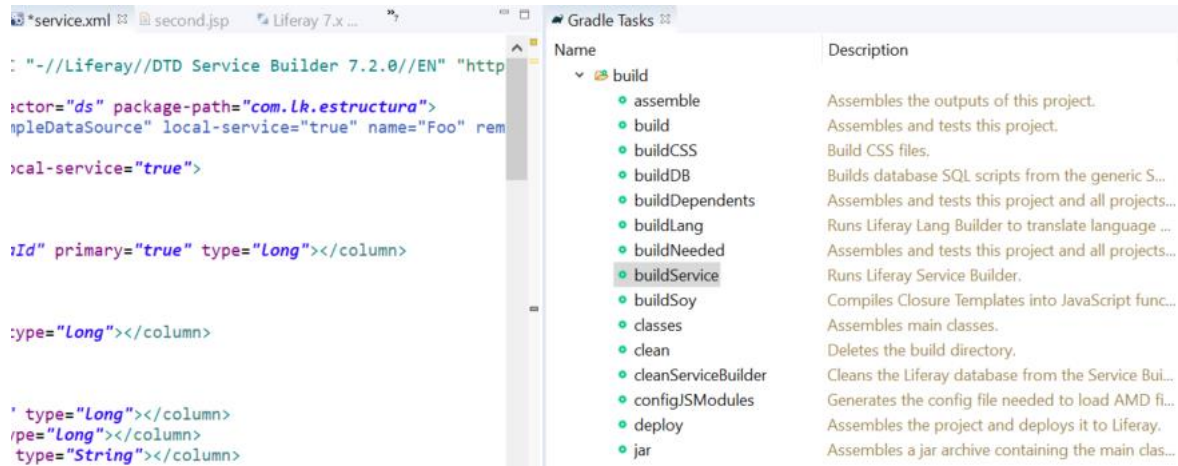 *service.xml second.jsp Liferay 7.x ... 7
"-//Liferay//DTD Service Builder 7.2.0//EN" "http
ector="ds" package-path="com.lk.estructura">
mpleDataSource" local-service="true" name="Foo" rem
ocal-service="true">
Id" primary="true" type="long"></column>
type="long"></column>
' type="long"></column>
pe="long"></column>
type="String"></column>
Gradle Tasks
Name Description
build
assemble Assembles the outputs of this project.
build Assembles and tests this project.
buildCSS Build CSS files.
buildDB Builds database SQL scripts from the generic S...
buildDependents Assembles and tests this project and all projects...
buildLang Runs Liferay Lang Builder to translate language ...
buildNeeded Assembles and tests this project and all projects...
buildService Runs Liferay Service Builder.
buildSoy Compiles Closure Templates into JavaScript func...
classes Assembles main classes.
clean Deletes the build directory.
cleanServiceBuilder Cleans the Liferay database from the Service Bui...
configJSModules Generates the config file needed to load AMD fi...
deploy Assembles the project and deploys it to Liferay.
jar Assembles a jar archive containing the main clas...